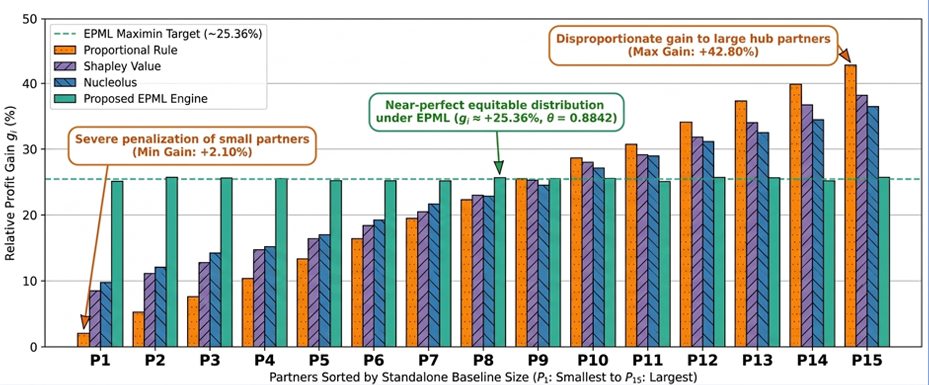 50
40
30
20
10
0
Relative Profit Gain gᵢ (%)
EPML Maximin Target (~25.36%)
Proportional Rule
Shapley Value
Nucleolus
Proposed EPML Engine
Disproportionate gain to large hub partners
(Max Gain: +42.80%)
Near-perfect equitable distribution
under EPML (gᵢ ≈ +25.36%, θ = 0.8842)
Severe penalization of small partners
(Min Gain: +2.10%)
P1 P2 P3 P4 P5 P6 P7 P8 P9 P10 P11 P12 P13 P14 P15
Partners Sorted by Standalone Baseline Size (P₁: Smallest to P₁₅: Largest)